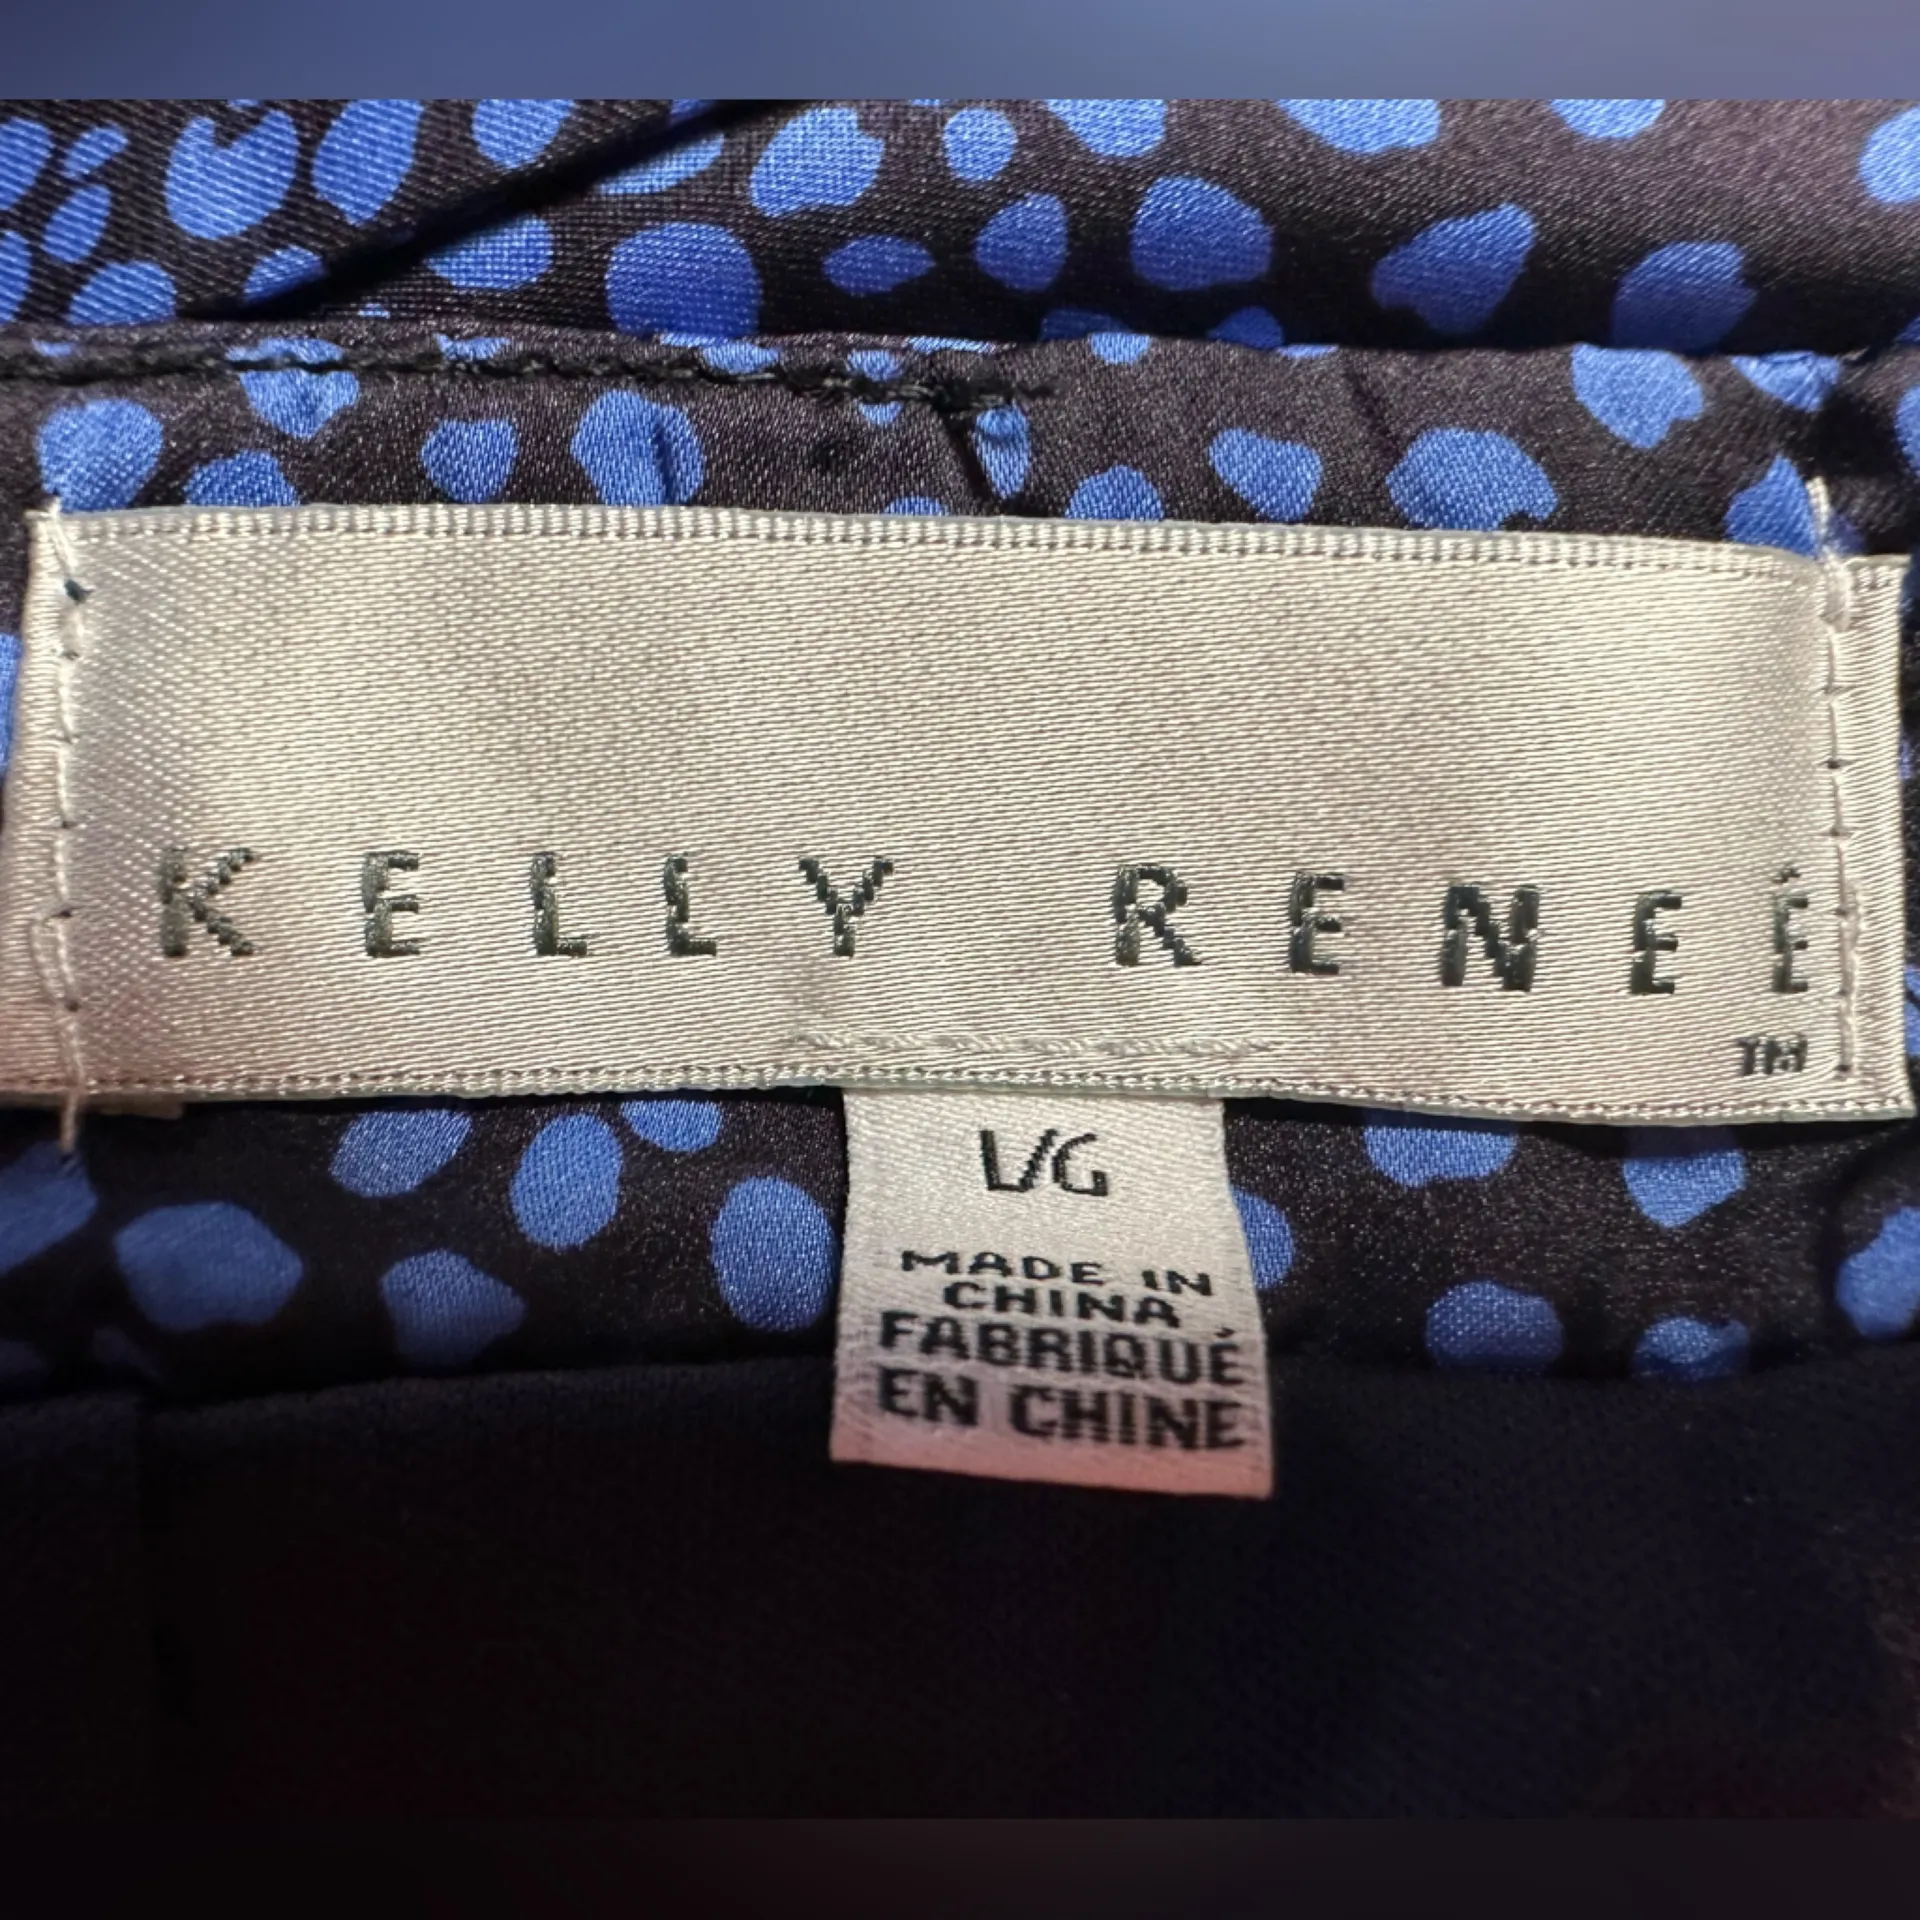 KELLY RENEÉ
TM
L/G
MADE IN
CHINA
FABRIQUÉ
EN CHINE